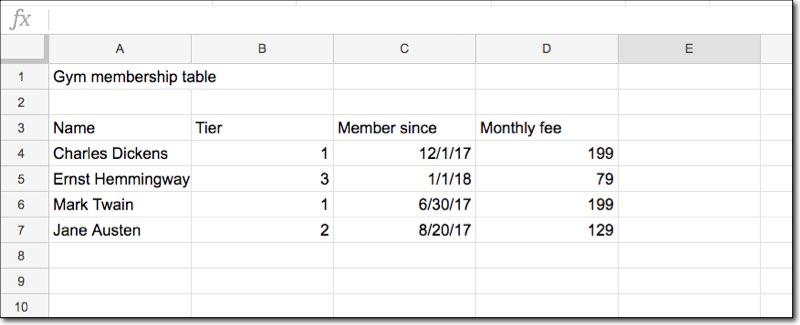 fx
A B C D E
1 Gym membership table
2
3 Name Tier Member since Monthly fee
4 Charles Dickens 1 12/1/17 199
5 Ernst Hemmingway 3 1/1/18 79
6 Mark Twain 1 6/30/17 199
7 Jane Austen 2 8/20/17 129
8
9
10